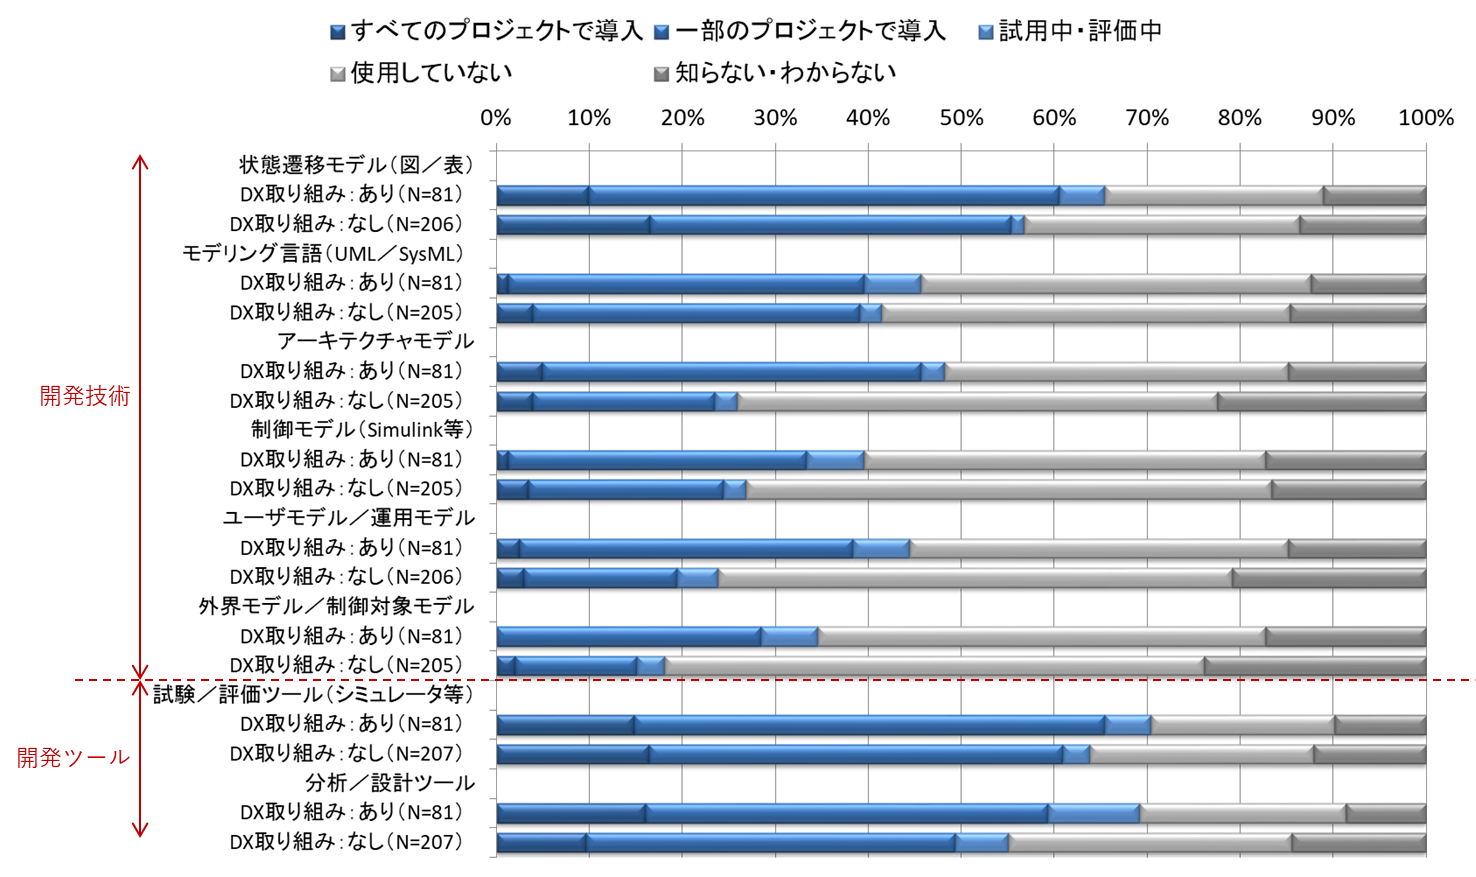 すべてのプロジェクトで導入 一部のプロジェクトで導入 試用中・評価中
使用していない 知らない・わからない
0% 10% 20% 30% 40% 50% 60% 70% 80% 90% 100%
状態遷移モデル（図／表）
DX取り組み：あり（N=81）
DX取り組み：なし（N=206）
モデリング言語（UML／SysML）
DX取り組み：あり（N=81）
DX取り組み：なし（N=205）
アーキテクチャモデル
DX取り組み：あり（N=81）
開発技術
DX取り組み：なし（N=205）
制御モデル（Simulink等）
DX取り組み：あり（N=81）
DX取り組み：なし（N=205）
ユーザモデル／運用モデル
DX取り組み：あり（N=81）
DX取り組み：なし（N=206）
外界モデル／制御対象モデル
DX取り組み：あり（N=81）
DX取り組み：なし（N=205）
試験／評価ツール（シミュレータ等）
DX取り組み：あり（N=81）
DX取り組み：なし（N=207）
開発ツール
分析／設計ツール
DX取り組み：あり（N=81）
DX取り組み：なし（N=207）